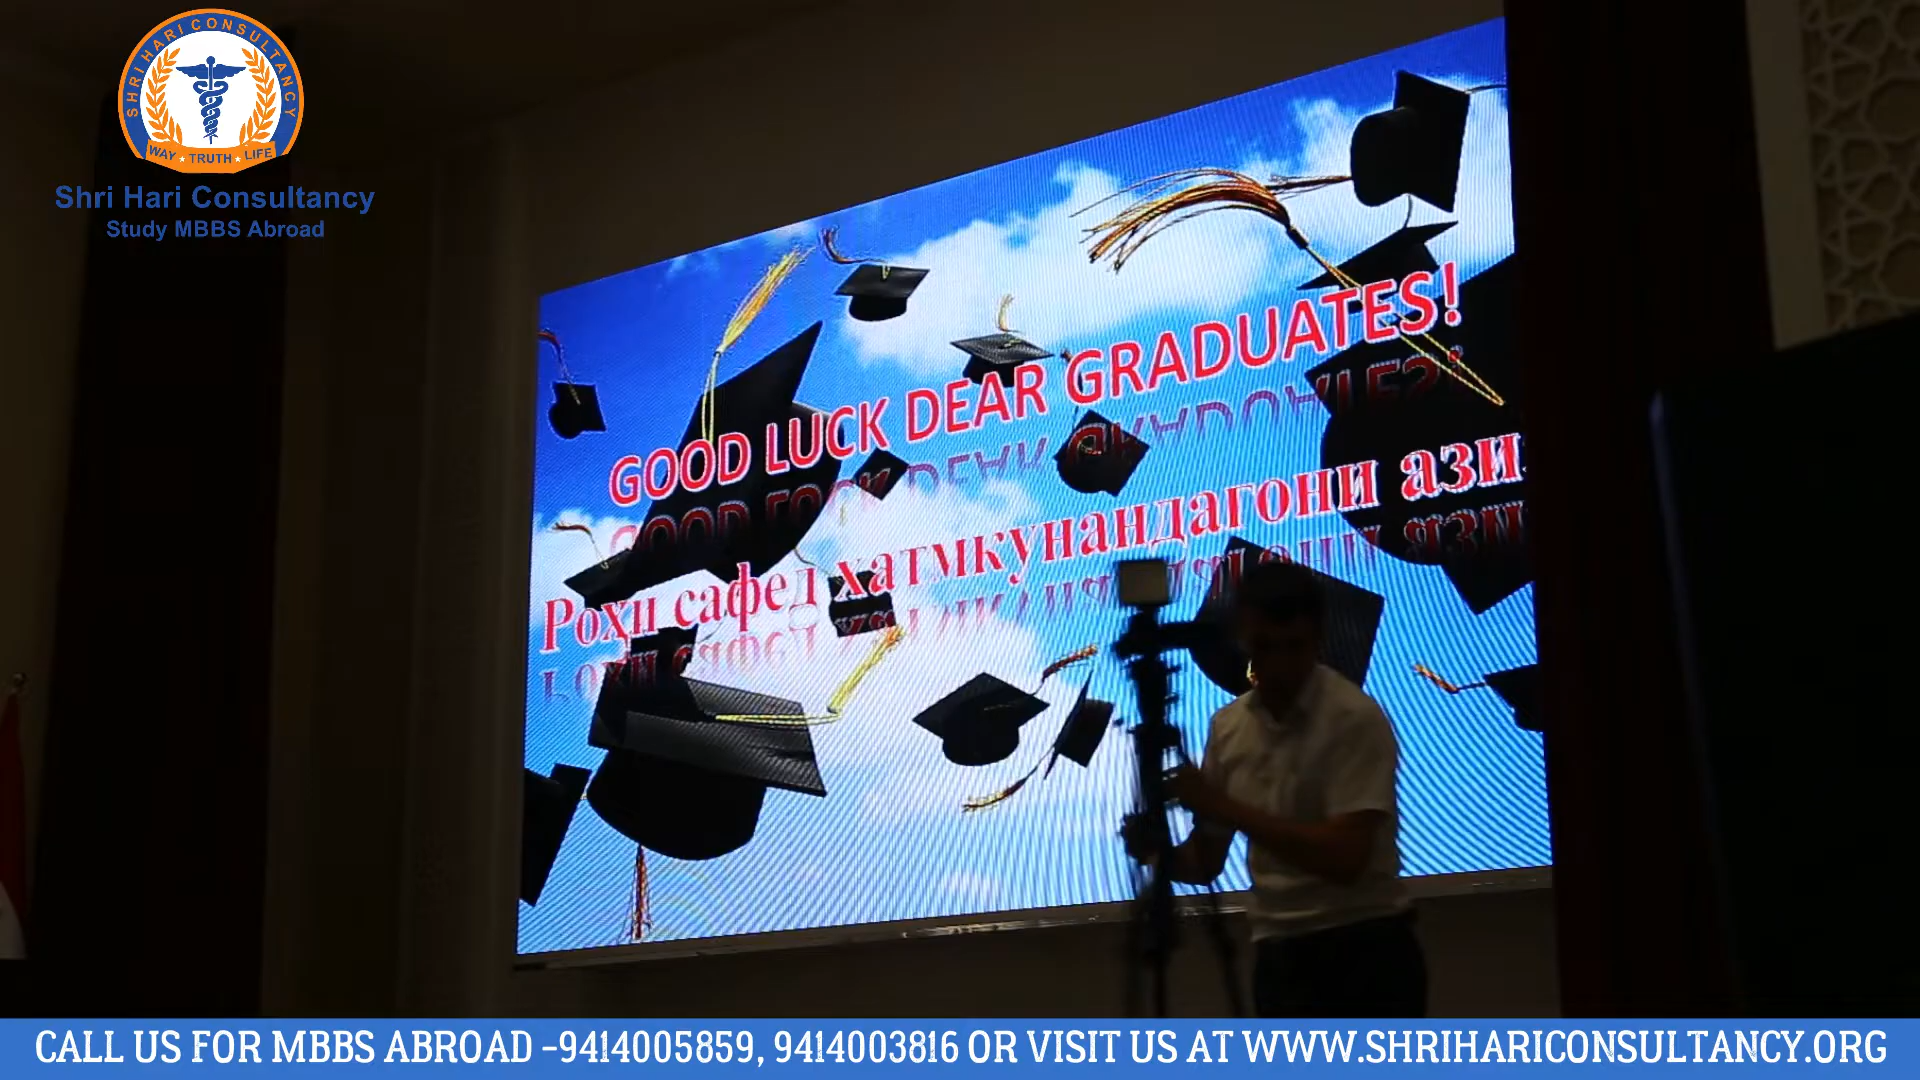 SHRI HARI CONSULTANCY
WAY ★ TRUTH ★ LIFE
Shri Hari Consultancy
Study MBBS Abroad
GOOD LUCK DEAR GRADUATES!
Роҳи сафед хатмкунандагони ази
CALL US FOR MBBS ABROAD -9414005859, 9414003816 OR VISIT US AT WWW.SHRIHARICONSULTANCY.ORG